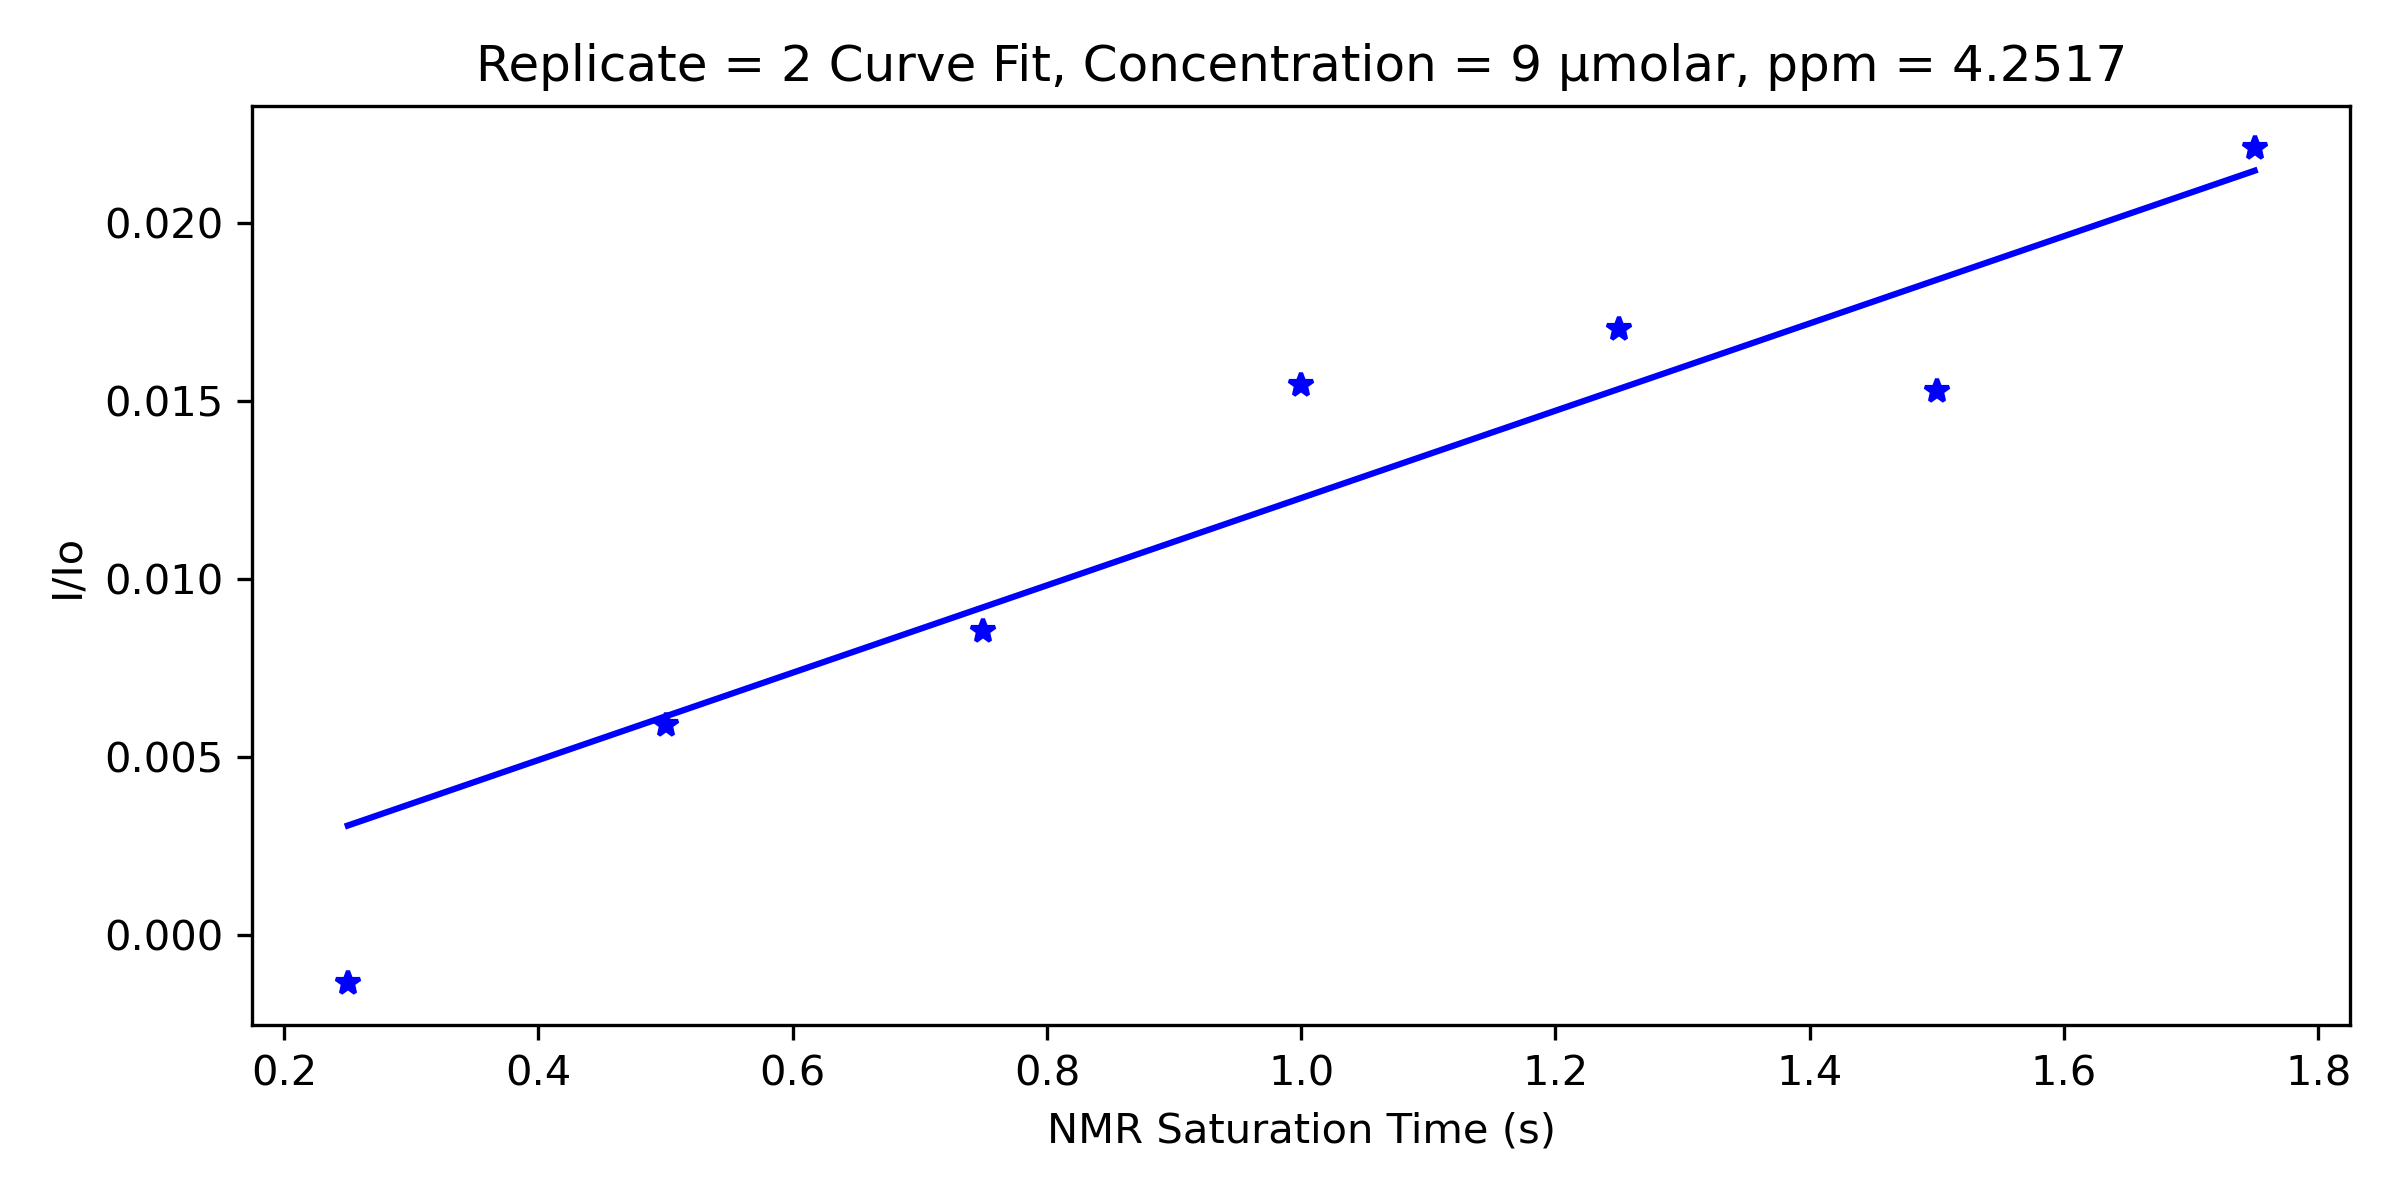 Replicate = 2 Curve Fit, Concentration = 9 µmolar, ppm = 4.2517
I/Io
0.020
0.015
0.010
0.005
0.000
0.2 0.4 0.6 0.8 1.0 1.2 1.4 1.6 1.8
NMR Saturation Time (s)